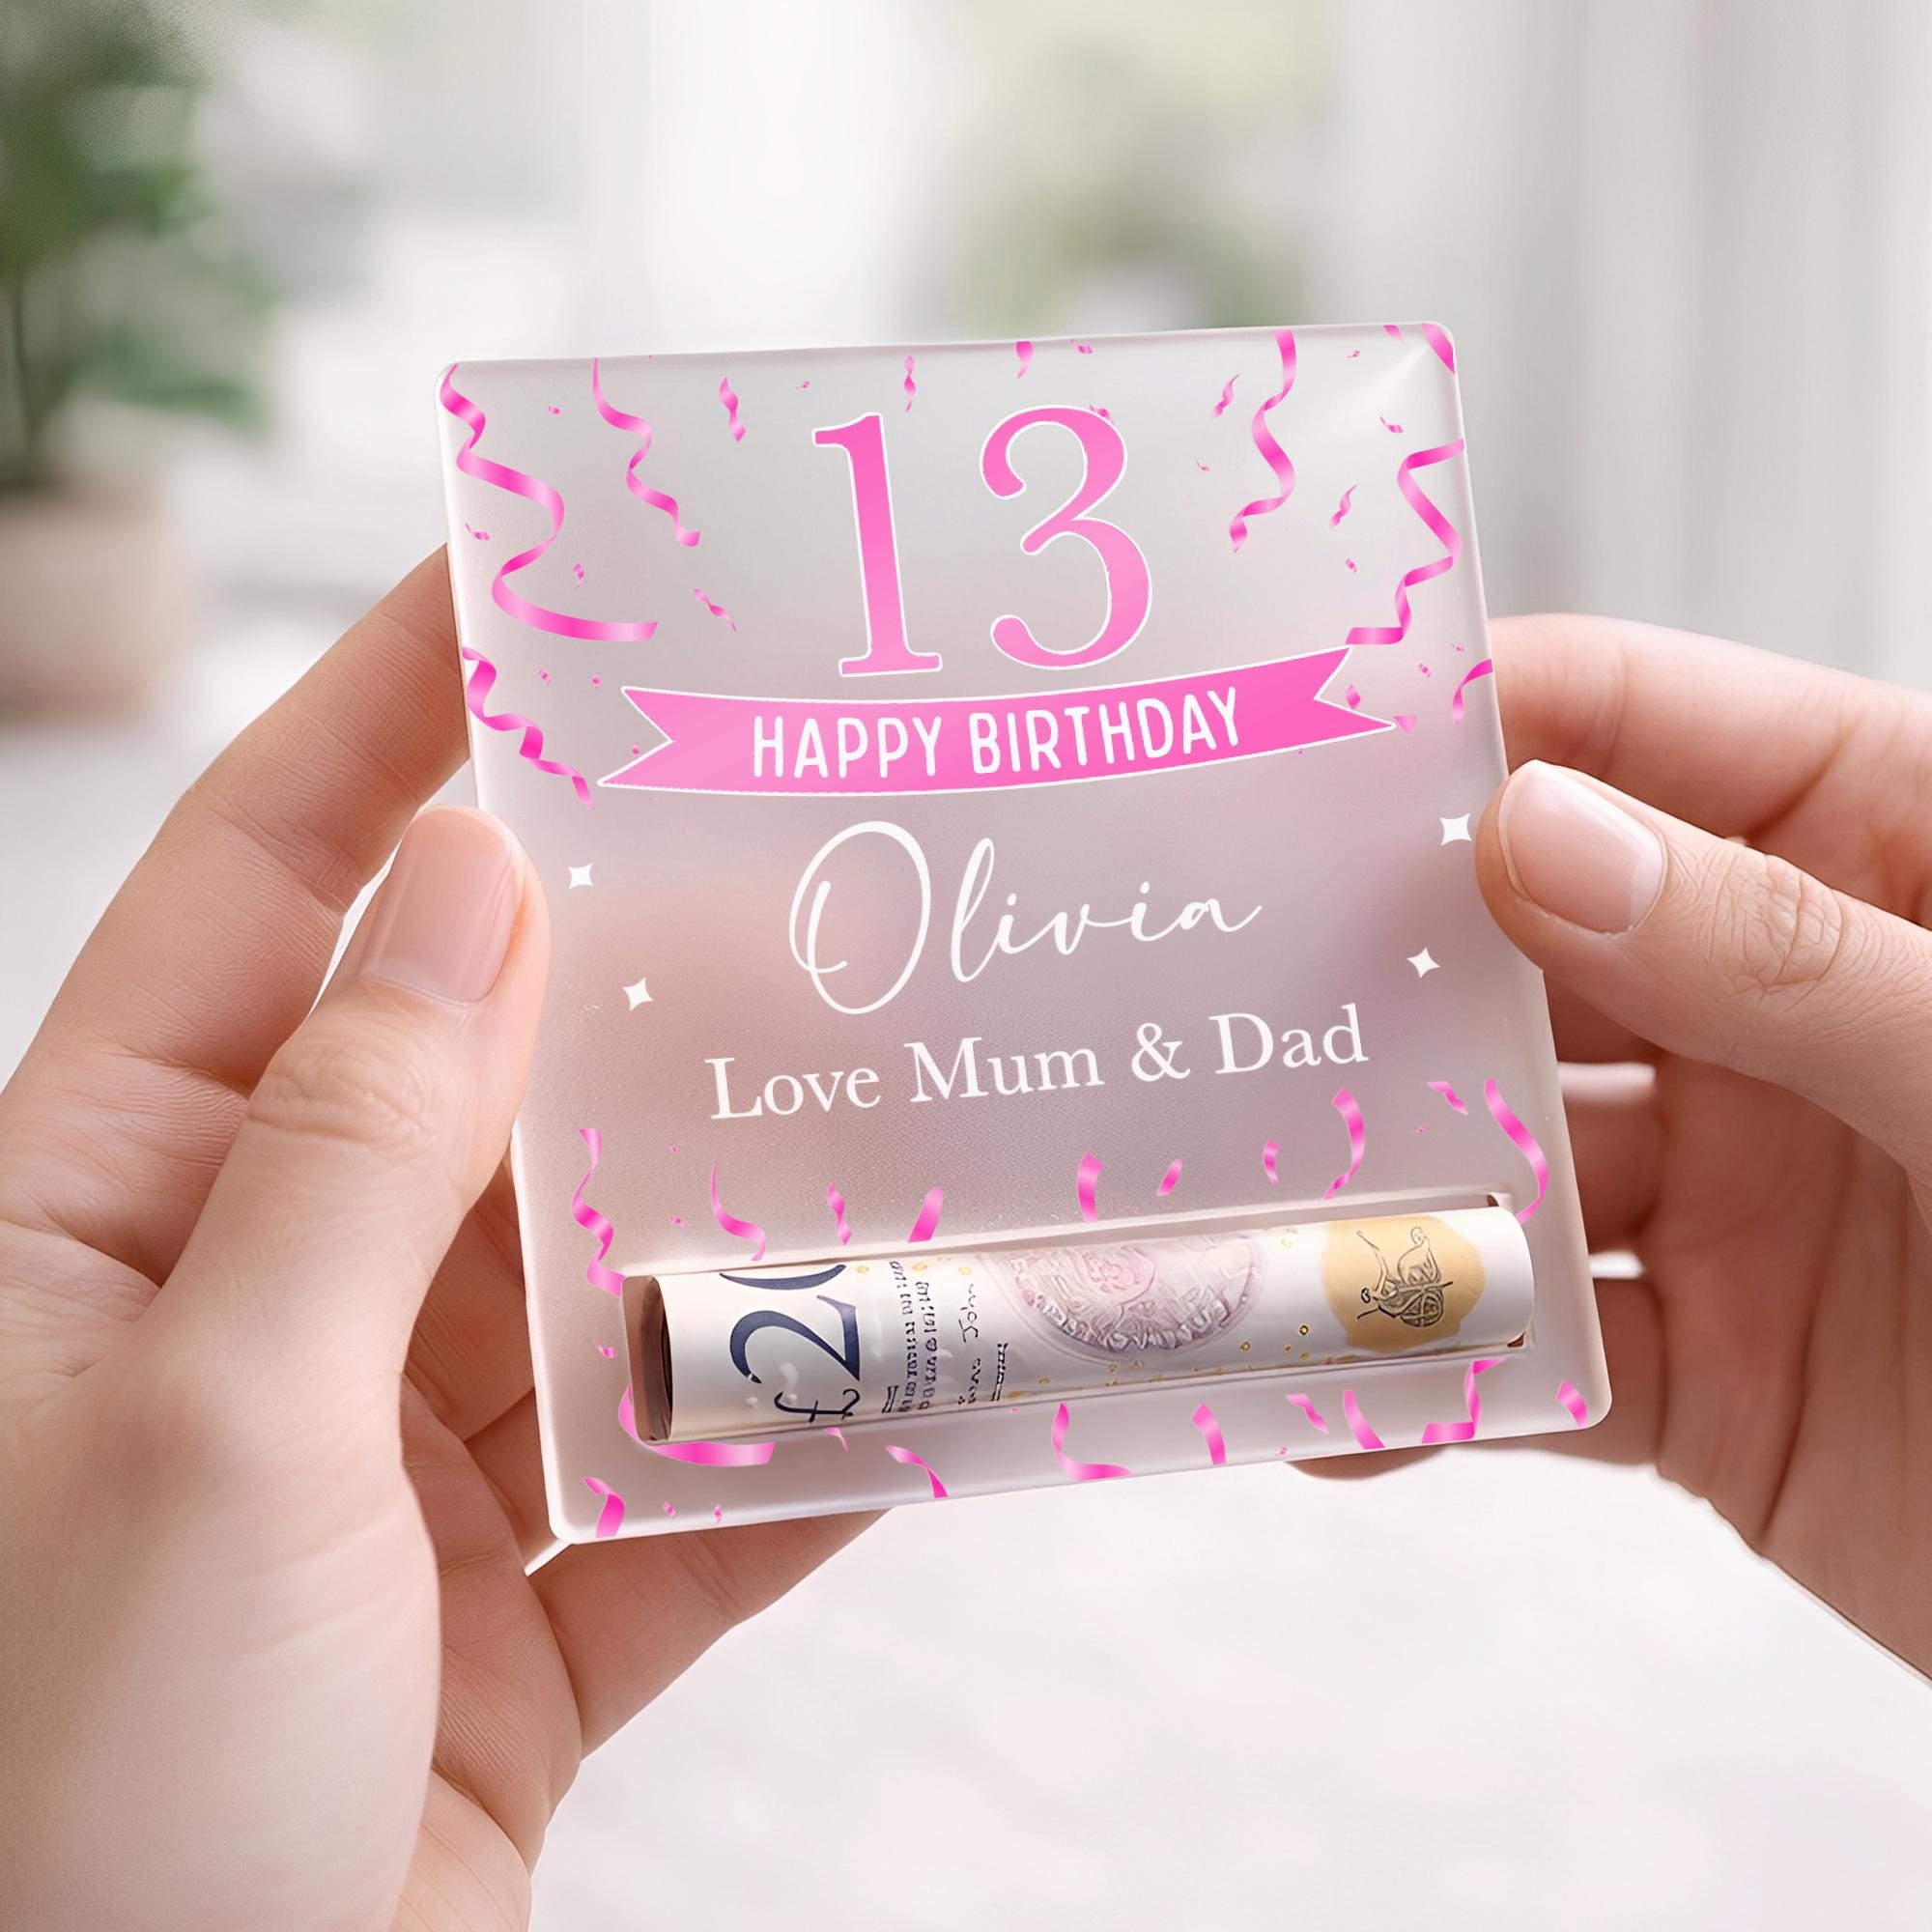 13
HAPPY BIRTHDAY
Olivia
Love Mum & Dad
£20